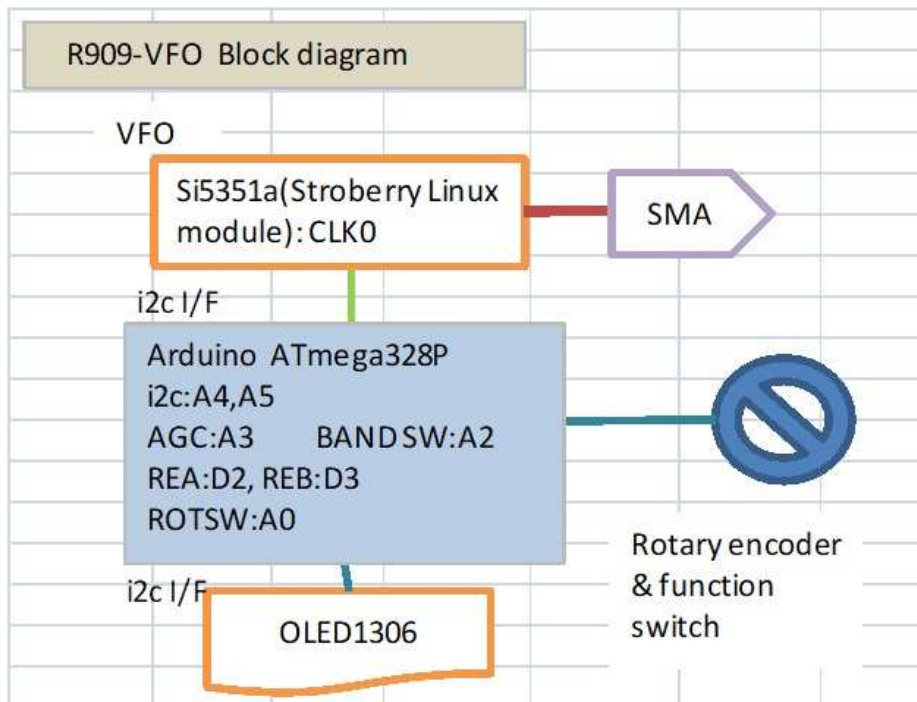 R909-VFO Block diagram
VFO
Si5351a(Stroberry Linux
module): CLK0
SMA
i2c I/F
Arduino ATmega328P
i2c:A4,A5
AGC:A3 BAND SW:A2
REA:D2, REB:D3
ROTSW:A0
Rotary encoder
& function
switch
i2c I/F
OLED1306